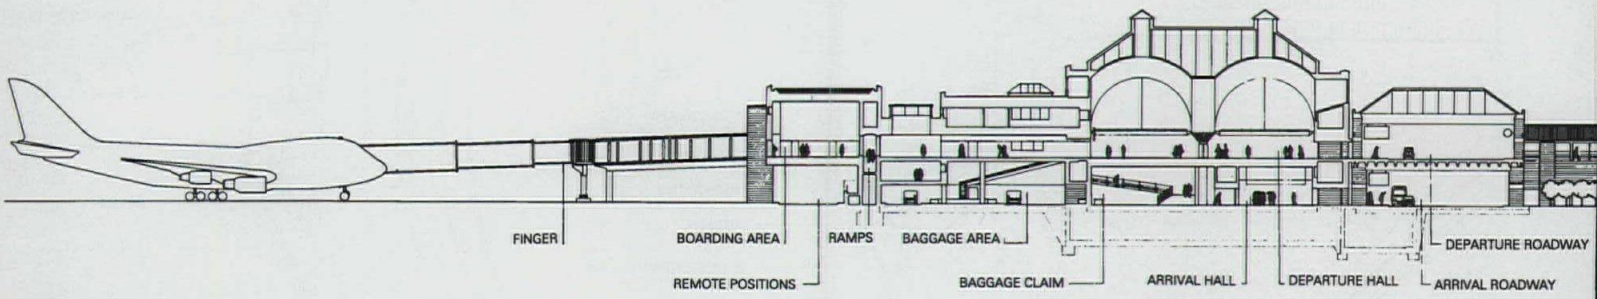 FINGER
BOARDING AREA
RAMPS
BAGGAGE AREA
DEPARTURE ROADWAY
REMOTE POSITIONS
BAGGAGE CLAIM
ARRIVAL HALL
DEPARTURE HALL
ARRIVAL ROADWAY